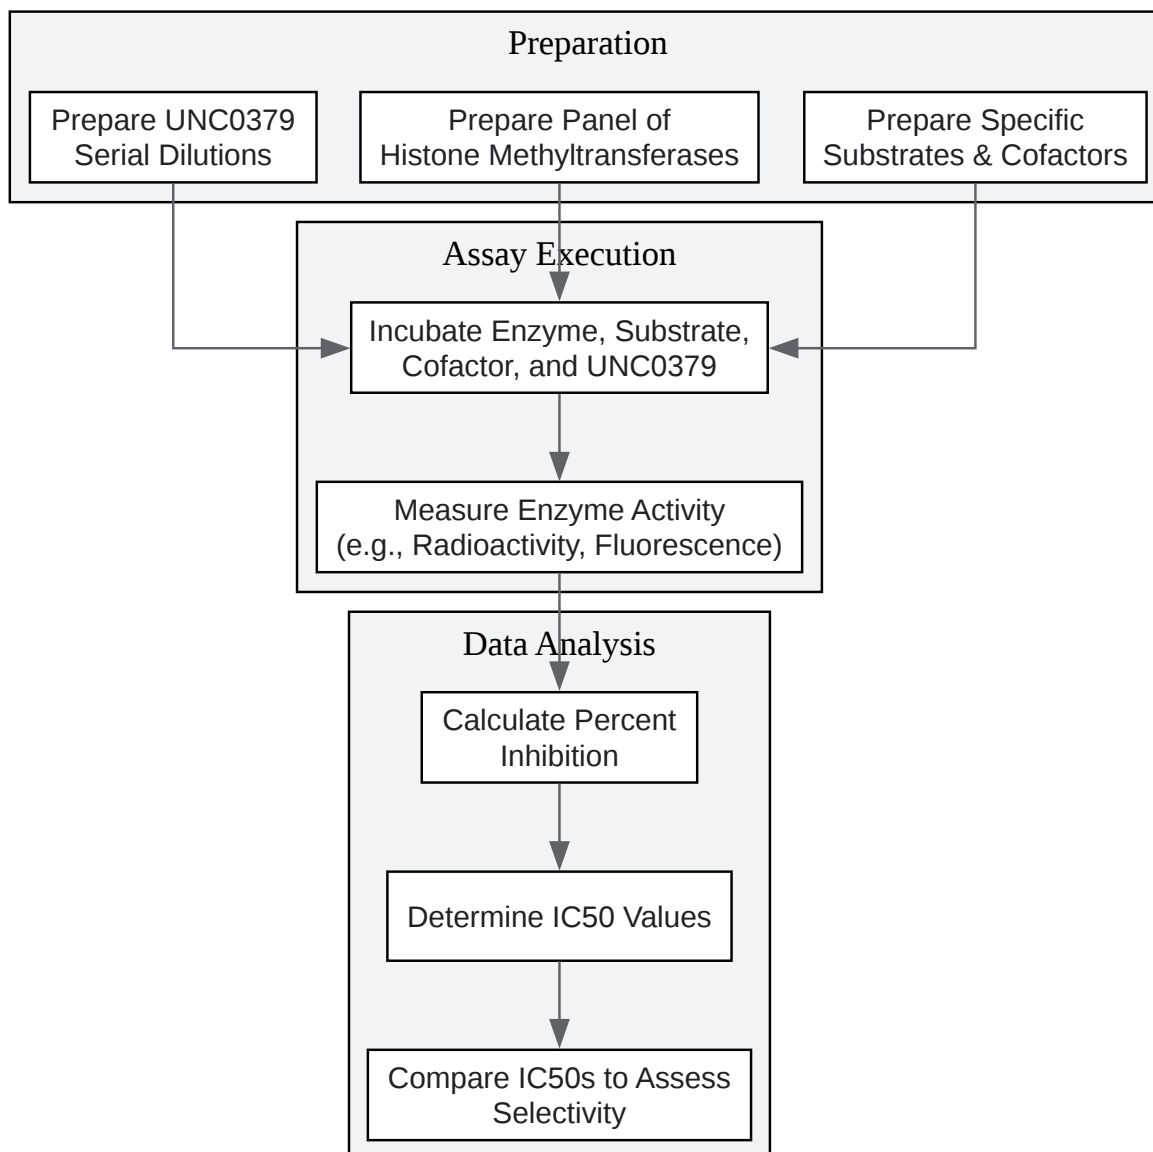 Preparation
Prepare UNC0379
Serial Dilutions
Prepare Panel of
Histone Methyltransferases
Prepare Specific
Substrates & Cofactors
Assay Execution
Incubate Enzyme, Substrate,
Cofactor, and UNC0379
Measure Enzyme Activity
(e.g., Radioactivity, Fluorescence)
Data Analysis
Calculate Percent
Inhibition
Determine IC50 Values
Compare IC50s to Assess
Selectivity